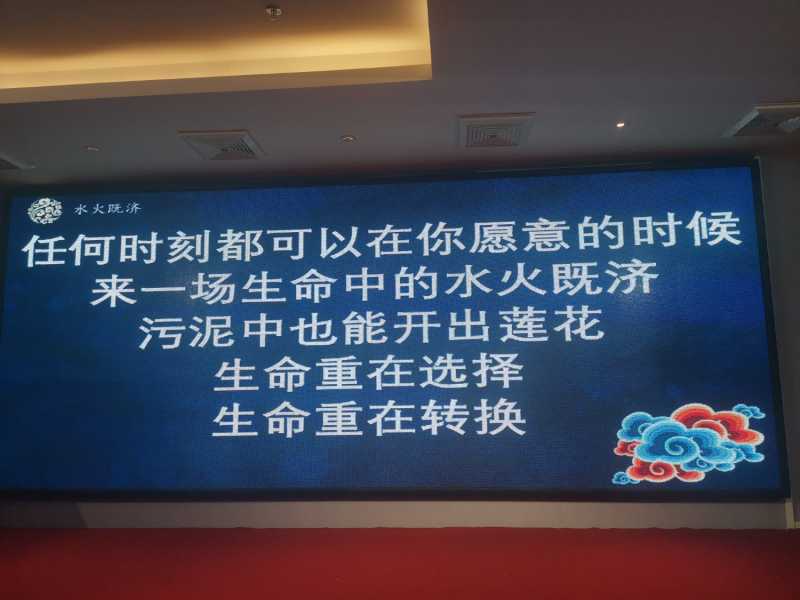 水火既济
任何时刻都可以在你愿意的时候
来一场生命中的水火既济
污泥中也能开出莲花
生命重在选择
生命重在转换